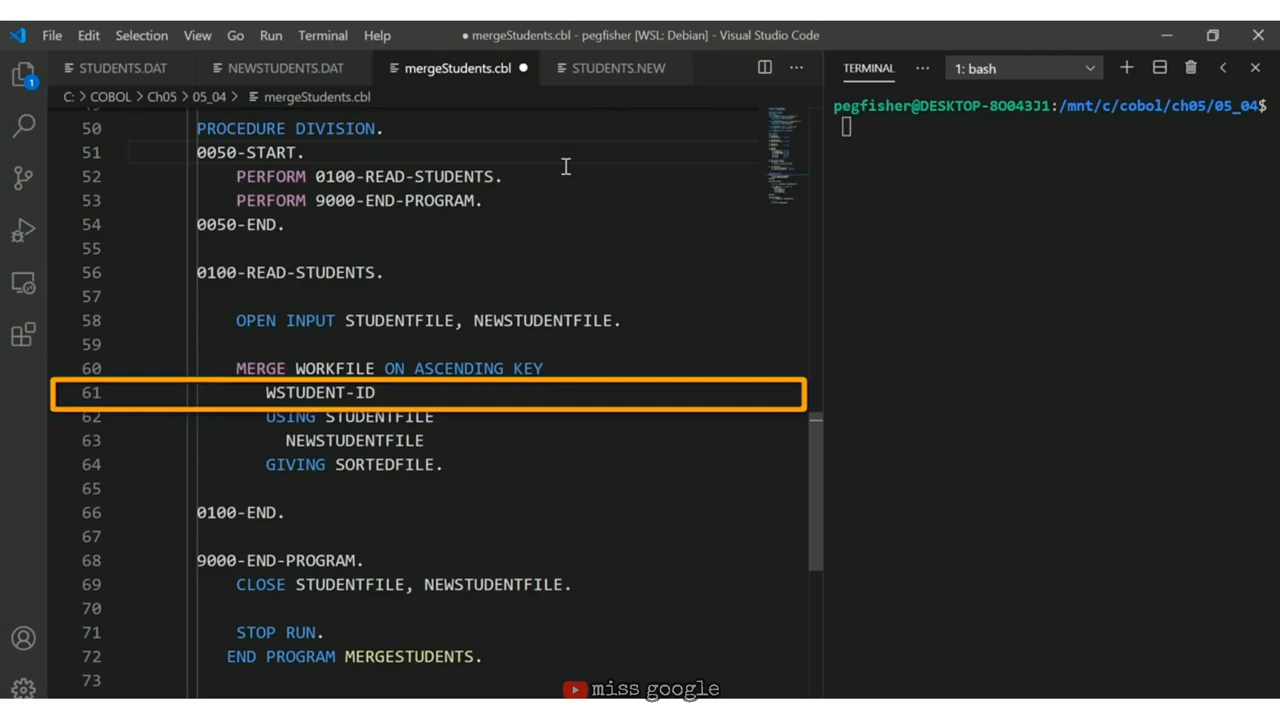 File Edit Selection View Go Run Terminal Help ● mergeStudents.cbl - pegfisher [WSL: Debian] - Visual Studio Code
STUDENTS.DAT NEWSTUDENTS.DAT mergeStudents.cbl ● STUDENTS.NEW
C: > COBOL > Ch05 > 05_04 > mergeStudents.cbl
50 PROCEDURE DIVISION.
51 0050-START.
52 PERFORM 0100-READ-STUDENTS.
53 PERFORM 9000-END-PROGRAM.
54 0050-END.
55
56 0100-READ-STUDENTS.
57
58 OPEN INPUT STUDENTFILE, NEWSTUDENTFILE.
59
60 MERGE WORKFILE ON ASCENDING KEY
61 WSTUDENT-ID
62 USING STUDENTFILE
63 NEWSTUDENTFILE
64 GIVING SORTEDFILE.
65
66 0100-END.
67
68 9000-END-PROGRAM.
69 CLOSE STUDENTFILE, NEWSTUDENTFILE.
70
71 STOP RUN.
72 END PROGRAM MERGESTUDENTS.
73
TERMINAL ··· 1: bash
pegfisher@DESKTOP-8O043J1:/mnt/c/cobol/ch05/05_04$
1
miss google